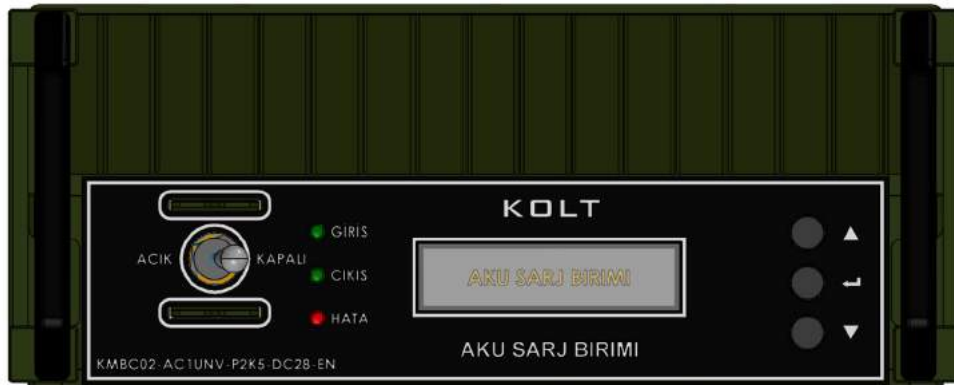 KOLT
ACIK
KAPALI
GIRIS
CIKIS
HATA
AKU SARJ BIRIMI
AKU SARJ BIRIMI
KMBC02-AC1UNV-P2K5-DC28-EN